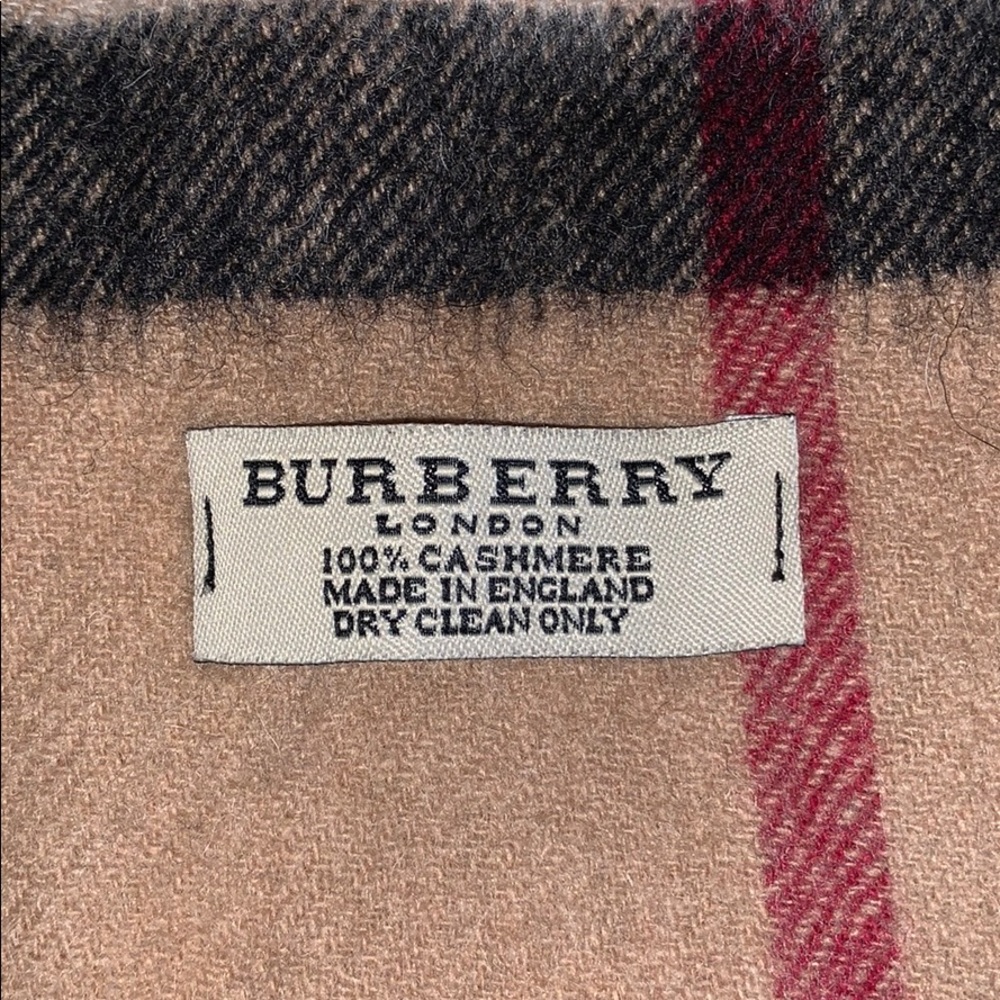 BURBERRY
LONDON
100% CASHMERE
MADE IN ENGLAND
DRY CLEAN ONLY